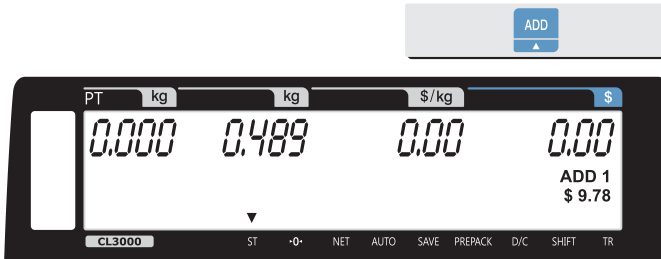 ADD
PT kg kg $/kg $
0.000 0.489 0.00 0.00
ADD 1
$ 9.78
CL3000 ST •0• NET AUTO SAVE PREPACK D/C SHIFT TR